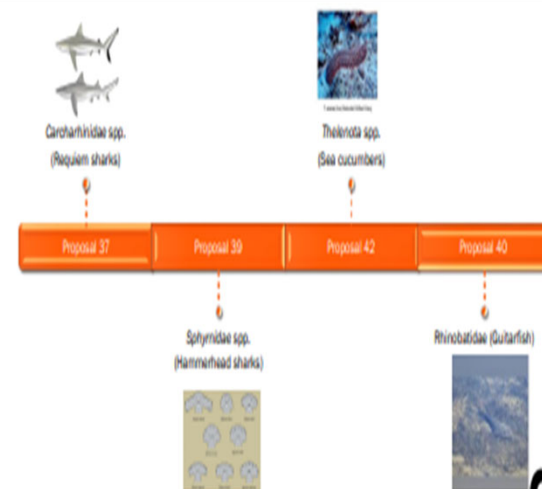 Carcharhinidae spp.
(Requiem sharks)
Thelenota spp.
(Sea cucumbers)
Proposal 37
Proposal 39
Proposal 42
Proposal 40
Sphyrnidae spp.
(Hammerhead sharks)
Rhinobatidae (Guitarfish)